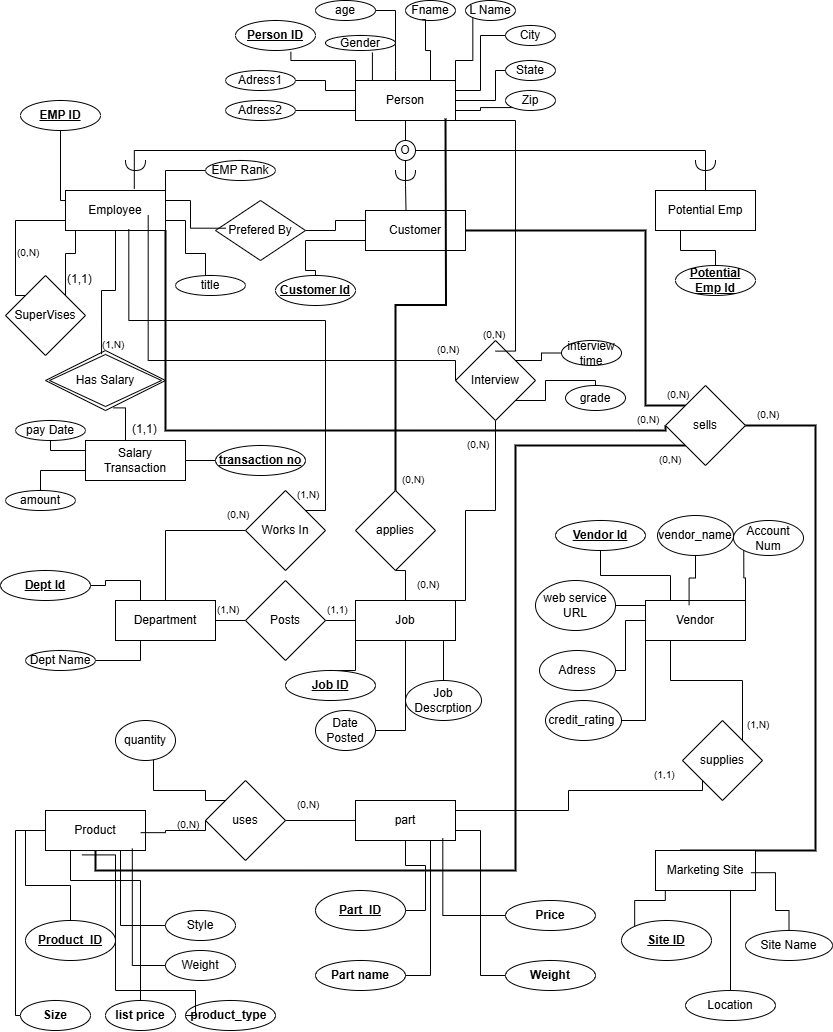 age
Fname
L Name
Person ID
Gender
City
Adress1
State
Person
Adress2
Zip
EMP ID
O
EMP Rank
Employee
Prefered By
Customer
Potential Emp
(0,N)
(1,1)
title
Customer Id
Potential
Emp Id
SuperVises
(1,N)
(0,N)
(0,N)
interview
time
Has Salary
Interview
grade
(0,N)
(0,N)
(0,N)
sells
pay Date
(1,1)
(0,N)
(0,N)
Salary
Transaction
transaction no
amount
(0,N)
(1,N)
(0,N)
Works In
applies
Vendor Id
vendor_name
Account
Num
Dept Id
(0,N)
web service
URL
(1,N)
(1,1)
Department
Posts
Job
Vendor
Dept Name
Adress
Job ID
Job
Descrption
Date
Posted
credit_rating
(1,N)
quantity
supplies
(1,1)
(0,N)
Product
(0,N)
uses
part
Marketing Site
Part_ID
Price
Style
Product_ID
Site ID
Site Name
Weight
Part name
Weight
Location
Size
list price
product_type